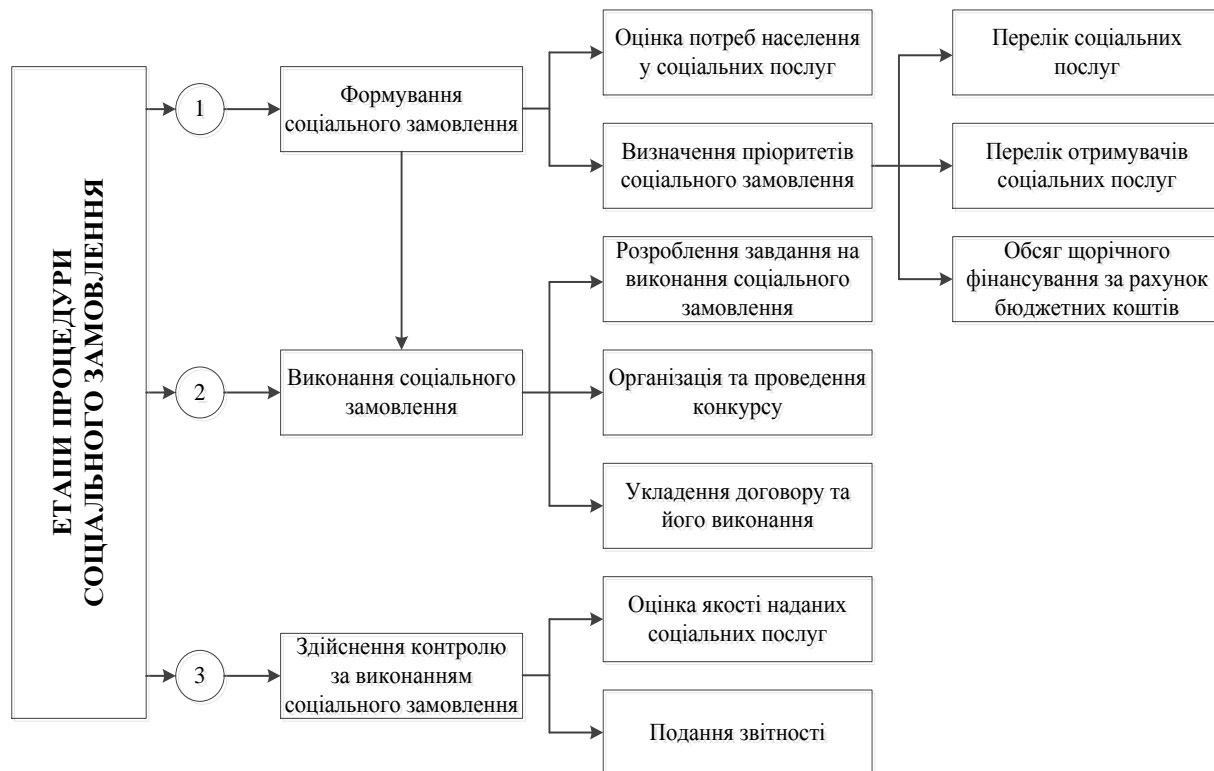 ЕТАПИ ПРОЦЕДУРИ
СОЦІАЛЬНОГО ЗАМОВЛЕННЯ
1
Формування
соціального замовлення
Оцінка потреб населення
у соціальних послуг
Визначення пріоритетів
соціального замовлення
Перелік соціальних
послуг
Перелік отримувачів
соціальних послуг
Обсяг щорічного
фінансування за рахунок
бюджетних коштів
2
Виконання соціального
замовлення
Розроблення завдання на
виконання соціального
замовлення
Організація та проведення
конкурсу
Укладення договору та
його виконання
3
Здійснення контролю
за виконанням
соціального замовлення
Оцінка якості наданих
соціальних послуг
Подання звітності